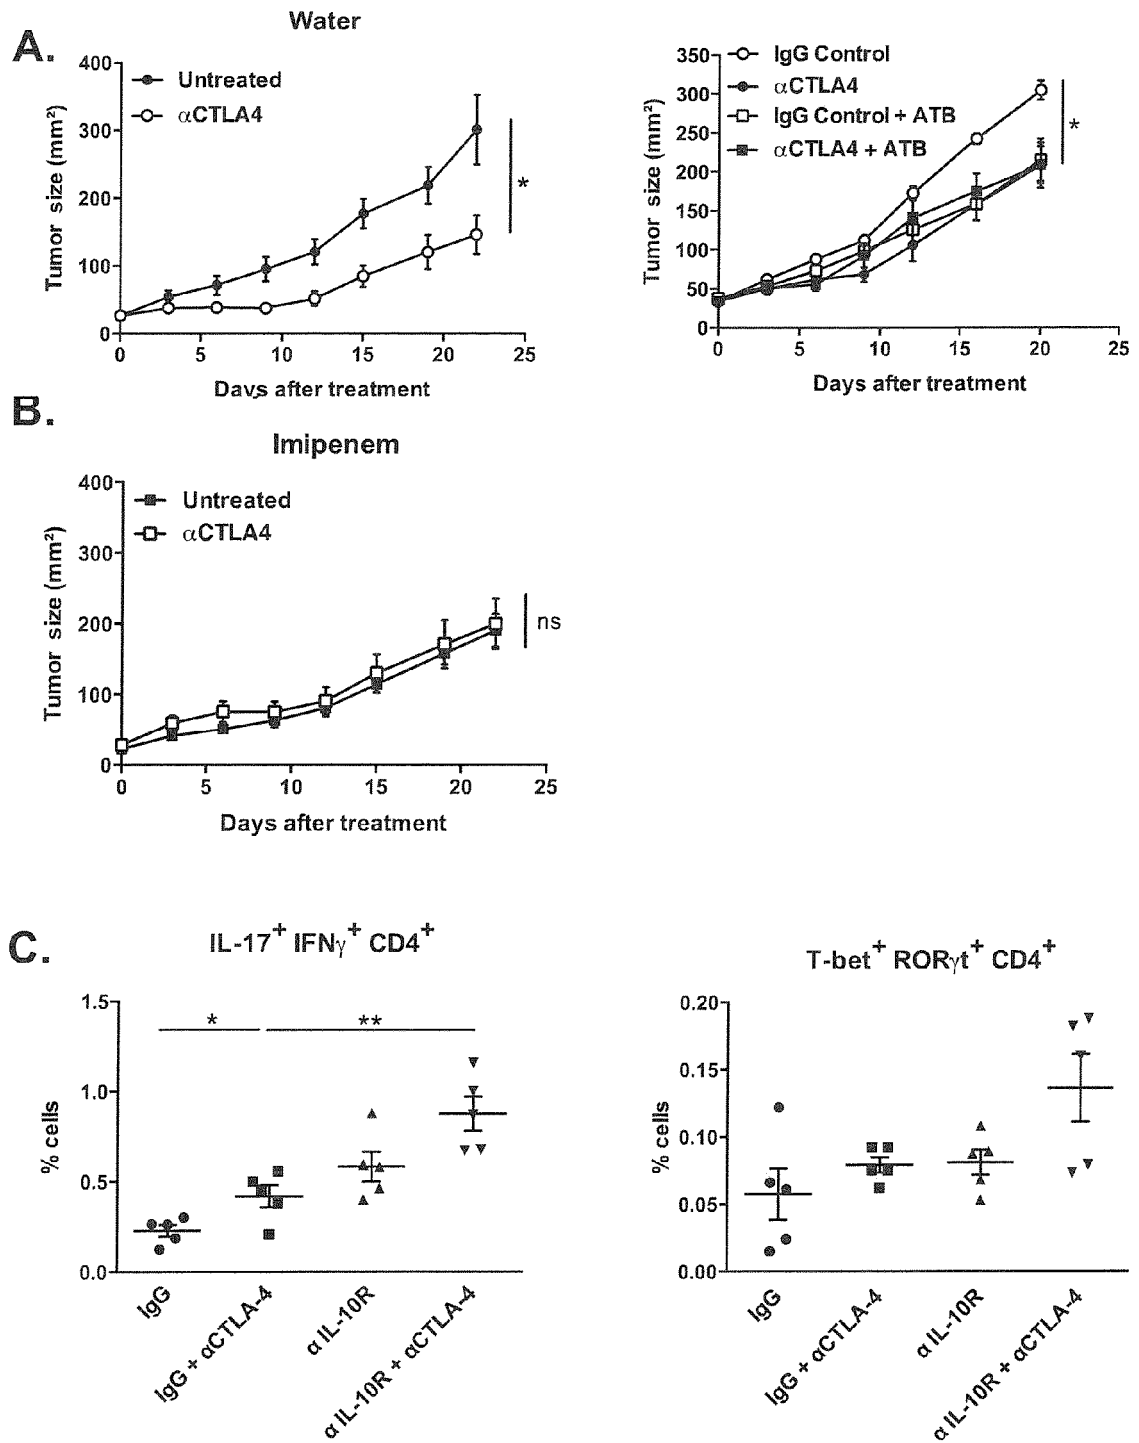 A.
Water
Tumor size (mm²)
400
300
200
100
0
Untreated
αCTLA4
*
0 5 10 15 20 25
Days after treatment
Tumor size (mm²)
350
300
250
200
150
100
50
0
IgG Control
αCTLA4
IgG Control + ATB
αCTLA4 + ATB
*
0 5 10 15 20 25
Days after treatment
B.
Imipenem
Tumor size (mm²)
400
300
200
100
0
Untreated
αCTLA4
ns
0 5 10 15 20 25
Days after treatment
C.
IL-17⁺ IFNγ⁺ CD4⁺
% cells
1.5
1.0
0.5
0.0
* **
IgG
IgG + αCTLA-4
α IL-10R
α IL-10R + αCTLA-4
T-bet⁺ RORγt⁺ CD4⁺
% cells
0.20
0.15
0.10
0.05
0.00
IgG
IgG + αCTLA-4
α IL-10R
α IL-10R + αCTLA-4